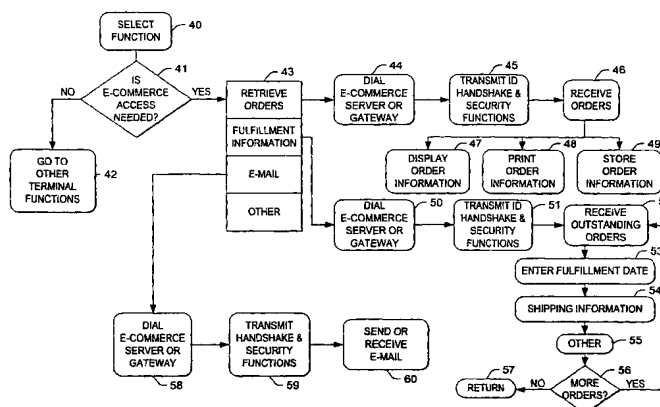 SELECT
FUNCTION
40
IS
E-COMMERCE
ACCESS
NEEDED?
41
NO
YES
GO TO
OTHER
TERMINAL
FUNCTIONS
42
43
RETRIEVE
ORDERS
FULFILLMENT
INFORMATION
E-MAIL
OTHER
44
DIAL
E-COMMERCE
SERVER OR
GATEWAY
45
TRANSMIT ID
HANDSHAKE &
SECURITY
FUNCTIONS
46
RECEIVE
ORDERS
47
DISPLAY
ORDER
INFORMATION
48
PRINT
ORDER
INFORMATION
49
STORE
ORDER
INFORMATION
50
DIAL
E-COMMERCE
SERVER OR
GATEWAY
51
TRANSMIT ID
HANDSHAKE &
SECURITY
FUNCTIONS
RECEIVE
OUTSTANDING
ORDERS
53
ENTER FULFILLMENT DATE
54
SHIPPING INFORMATION
OTHER
55
56
MORE
ORDERS?
NO
YES
57
RETURN
DIAL
E-COMMERCE
SERVER OR
GATEWAY
58
TRANSMIT
HANDSHAKE &
SECURITY
FUNCTIONS
59
SEND OR
RECEIVE
E-MAIL
60